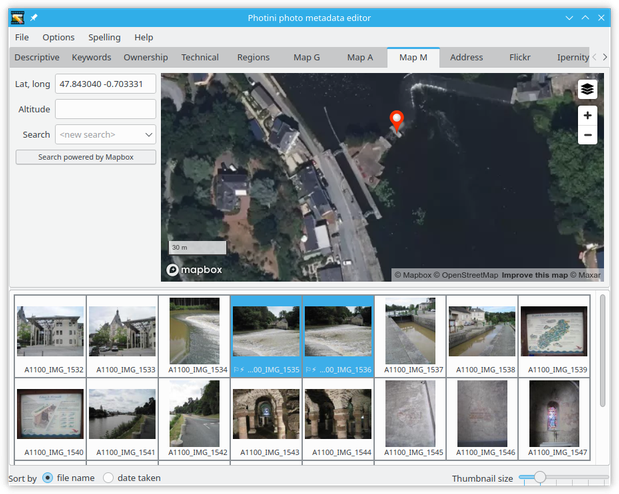 Photini photo metadata editor
File Options Spelling Help
Descriptive Keywords Ownership Technical Regions Map G Map A Map M Address Flickr Ipernity
Lat, long 47.843040 -0.703331
Altitude
Search <new search>
Search powered by Mapbox
30 m
mapbox
© Mapbox © OpenStreetMap Improve this map © Maxar
A1100_IMG_1532 A1100_IMG_1533 A1100_IMG_1534 ...00_IMG_1535 ...00_IMG_1536 A1100_IMG_1537 A1100_IMG_1538 A1100_IMG_1539
A1100_IMG_1540 A1100_IMG_1541 A1100_IMG_1542 A1100_IMG_1543 A1100_IMG_1544 A1100_IMG_1545 A1100_IMG_1546 A1100_IMG_1547
Sort by file name date taken Thumbnail size